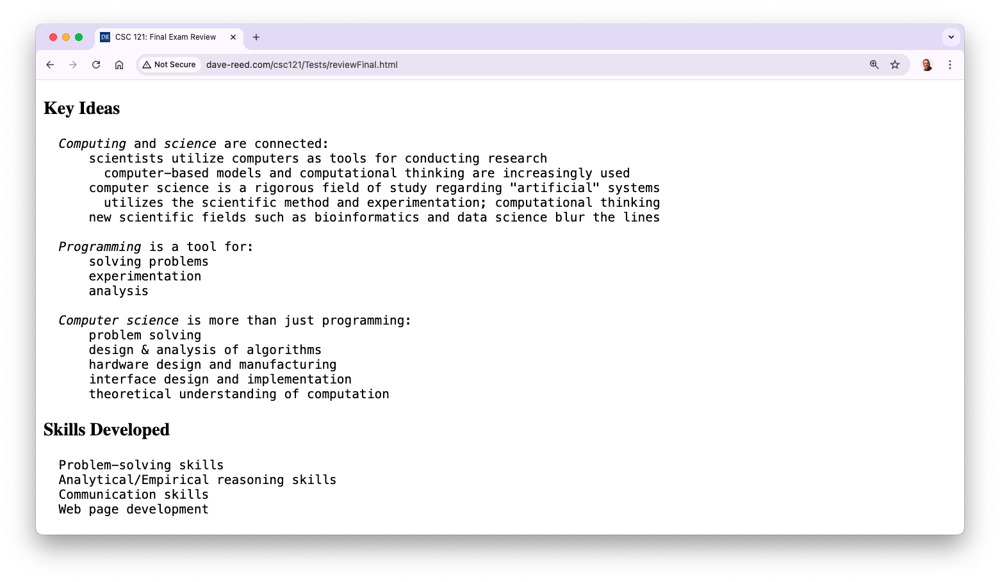 DR CSC 121: Final Exam Review
Not Secure dave-reed.com/csc121/Tests/reviewFinal.html
Key Ideas
Computing and science are connected:
scientists utilize computers as tools for conducting research
computer-based models and computational thinking are increasingly used
computer science is a rigorous field of study regarding "artificial" systems
utilizes the scientific method and experimentation; computational thinking
new scientific fields such as bioinformatics and data science blur the lines
Programming is a tool for:
solving problems
experimentation
analysis
Computer science is more than just programming:
problem solving
design & analysis of algorithms
hardware design and manufacturing
interface design and implementation
theoretical understanding of computation
Skills Developed
Problem-solving skills
Analytical/Empirical reasoning skills
Communication skills
Web page development